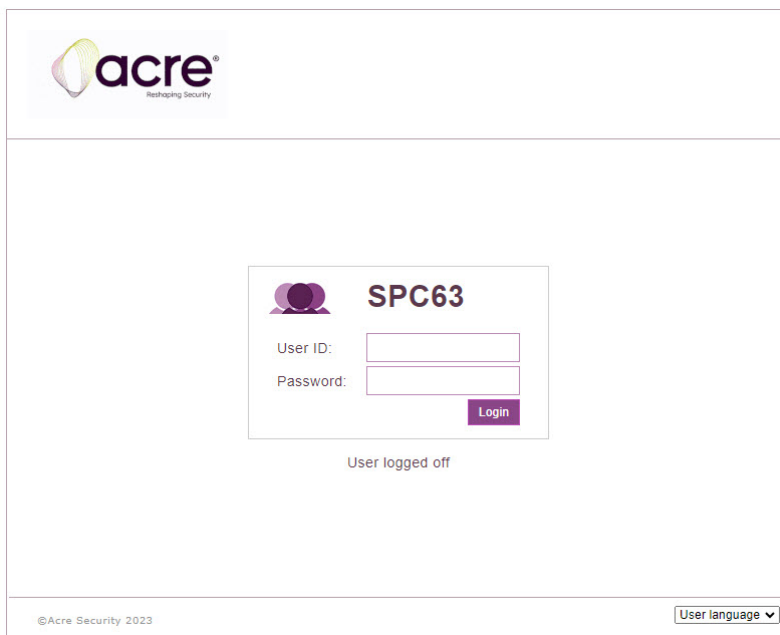 acre®
Reshaping Security
SPC63
User ID:
Password:
Login
User logged off
©Acre Security 2023
User language